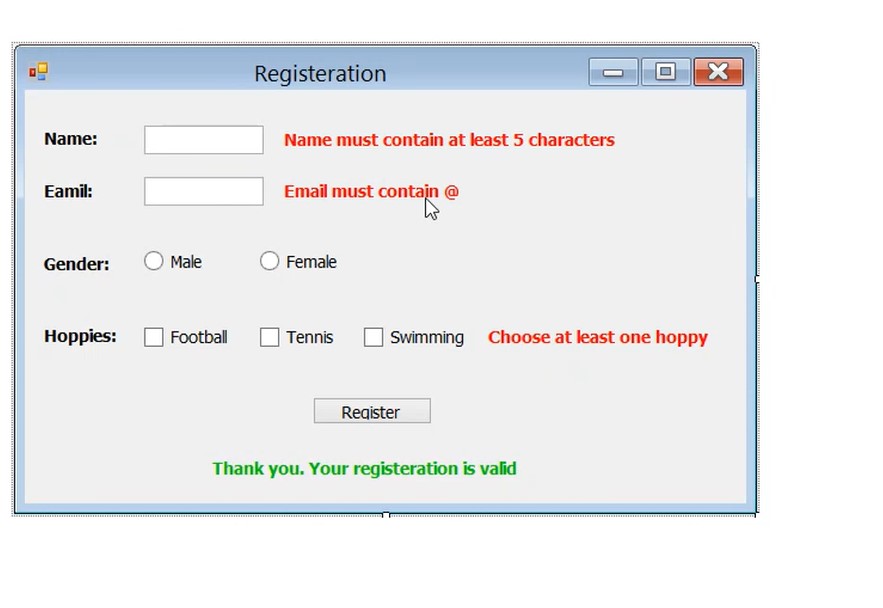 Registeration
Name: Name must contain at least 5 characters
Eamil: Email must contain @
Gender: Male Female
Hoppies: Football Tennis Swimming Choose at least one hoppy
Register
Thank you. Your registeration is valid